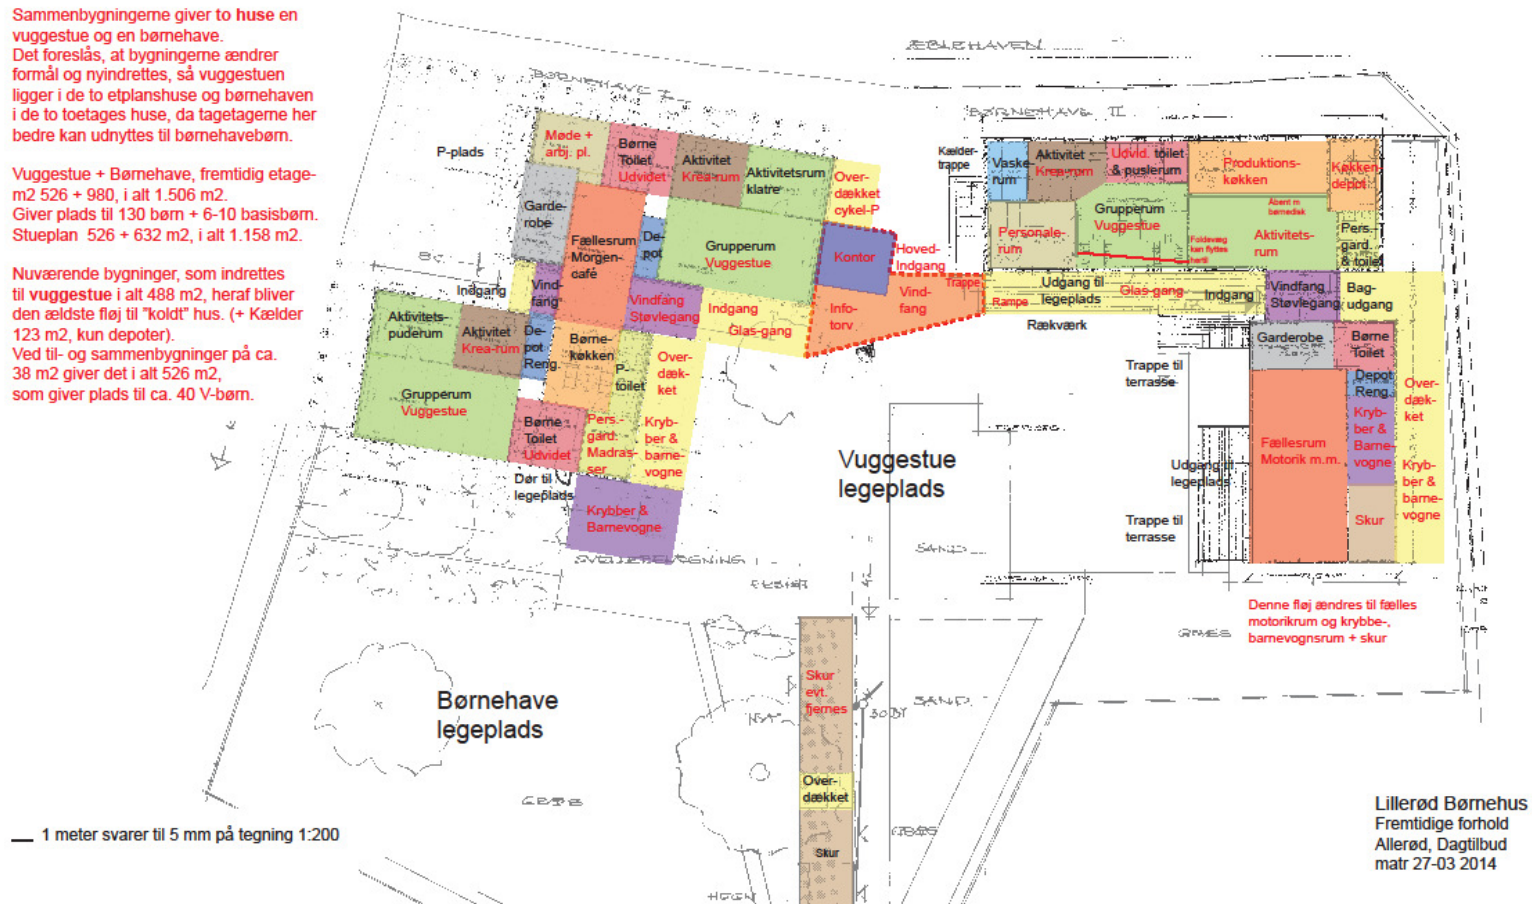 Sammenbygningerne giver to huse en
vuggestue og en børnehave.
Det foreslås, at bygningerne ændrer
formål og nyindrettes, så vuggestuen
ligger i de to etplanshuse og børnehaven
i de to toetages huse, da tagetagerne her
bedre kan udnyttes til børnehavebørn.
Vuggestue + Børnehave, fremtidig etage-
m2 526 + 980, i alt 1.506 m2.
Giver plads til 130 børn + 6-10 basisbørn.
Stueplan 526 + 632 m2, i alt 1.158 m2.
Nuværende bygninger, som indrettes
til vuggestue i alt 488 m2, heraf bliver
den ældste fløj til "koldt" hus. (+ Kælder
123 m2, kun depoter).
Ved til- og sammenbygninger på ca.
38 m2 giver det i alt 526 m2,
som giver plads til ca. 40 V-børn.
ÆBLEHAVEN
BØRNEHAVE I
BØRNEHAVE II
P-plads
Møde +
arbj. pl.
Børne
Toilet
Udvidet
Aktivitet
Krea-rum
Aktivitetsrum
klatre
Over-
dækket
cykel-P
Garde-
robe
Fællesrum
Morgen-
café
De-
pot
Grupperum
Vuggestue
Kontor
Hoved-
Indgang
Indgang
Vind-
fang
Vindfang
Støvlegang
Indgang
Glas-gang
Info-
torv
Vind-
fang
Trappe
Aktivitets-
puderum
Aktivitet
Krea-rum
De-
pot
Reng.
Børne-
køkken
P-
toilet
Over-
dæk-
ket
Grupperum
Vuggestue
Børne
Toilet
Udvidet
Pers.-
gard.
Madras-
ser
Kryb-
ber &
barne-
vogne
Dør til
legeplads
Krybber &
Barnevogne
Kælder-
trappe
Vaske-
rum
Aktivitet
Krea-rum
Udvid. toilet
& puslerum
Produktions-
køkken
Køkken-
depot
Personale-
rum
Grupperum
Vuggestue
Åbent m
børnedisk
Foldevæg
kan flyttes
hertil
Aktivitets-
rum
Pers.
gard.
& toilet
Rampe
Udgang til
legeplads
Glas-gang
Indgang
Vindfang
Støvlegang
Bag-
udgang
Rækværk
Garderobe
Børne
Toilet
Trappe til
terrasse
Depot
Reng.
Over-
dæk-
ket
Kryb-
ber &
Barne-
vogne
Fællesrum
Motorik m.m.
Udgang til
legeplads
Kryb-
ber &
barne-
vogne
Trappe til
terrasse
Skur
Denne fløj ændres til fælles
motorikrum og krybbe-,
barnevognsrum + skur
Vuggestue
legeplads
SAND
GRÆS
SAND
Skur
evt.
fjernes
Børnehave
legeplads
Over-
dækket
Skur
HEGN
1 meter svarer til 5 mm på tegning 1:200
Lillerød Børnehus
Fremtidige forhold
Allerød, Dagtilbud
matr 27-03 2014